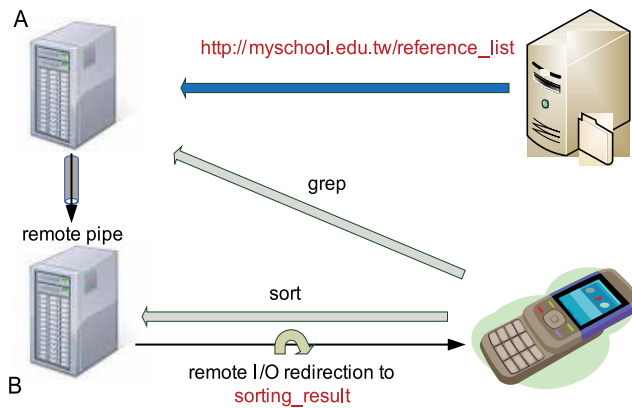 A
http://myschool.edu.tw/reference_list
grep
remote pipe
sort
remote I/O redirection to
sorting_result
B